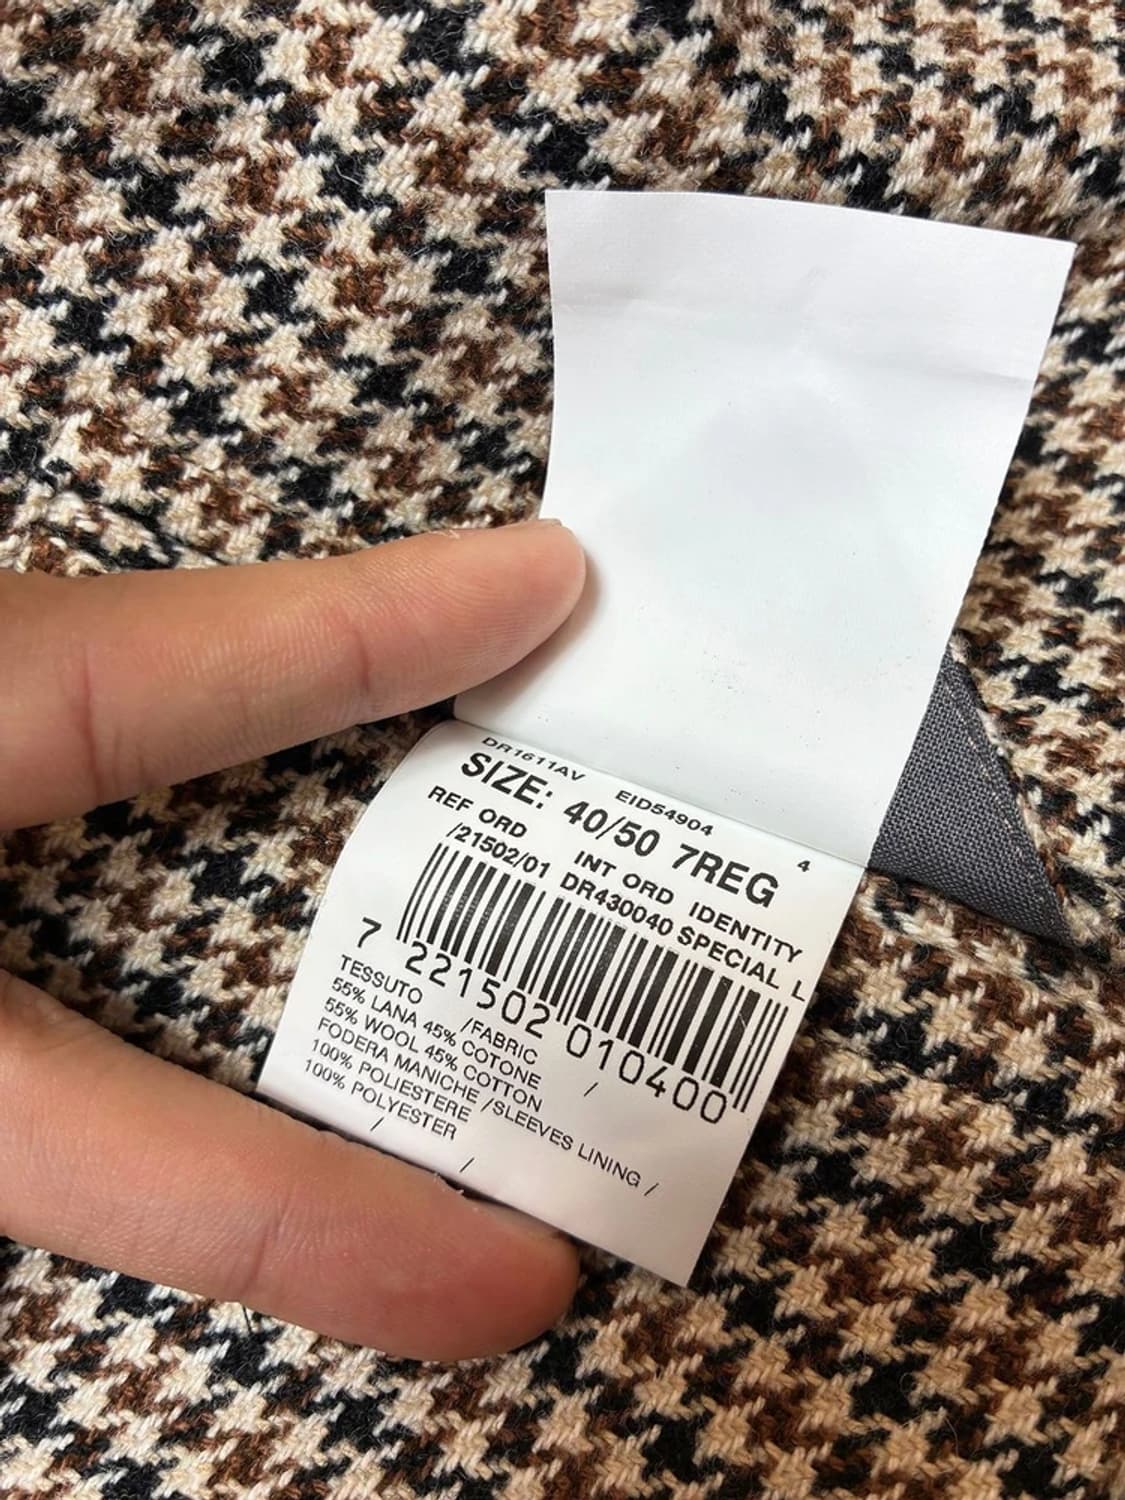 DR1611AV EID54904 4
SIZE: 40/50 7REG
REF ORD INT ORD IDENTITY
/21502/01 DR430040 SPECIAL L
7 221502 010400
TESSUTO /FABRIC /
55% LANA 45% COTONE
55% WOOL 45% COTTON
FODERA MANICHE /SLEEVES LINING /
100% POLIESTERE
100% POLYESTER
/ /